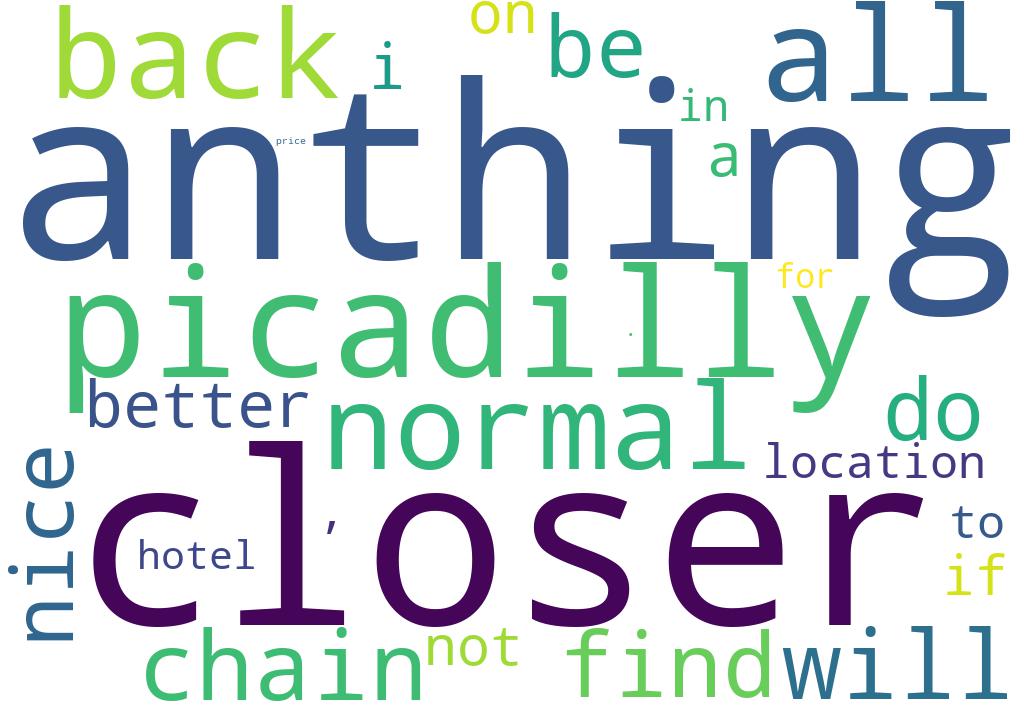 back i on be all
anthing
price
in
a
picadilly
for
.
better normal do
nice
location
closer
,
hotel
to
if
chain not find will